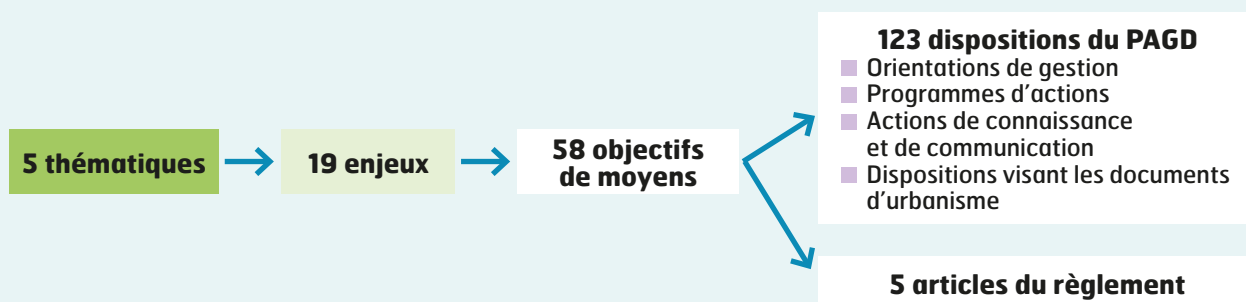 5 thématiques
19 enjeux
58 objectifs
de moyens
123 dispositions du PAGD
Orientations de gestion
Programmes d'actions
Actions de connaissance
et de communication
Dispositions visant les documents
d'urbanisme
5 articles du règlement